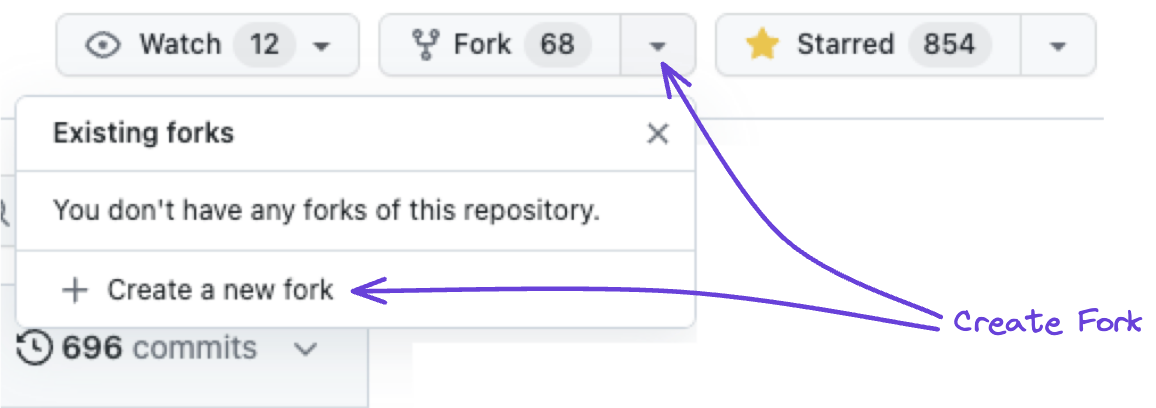 Watch 12 Fork 68 Starred 854
Existing forks
You don't have any forks of this repository.
Create a new fork
Create Fork
696 commits